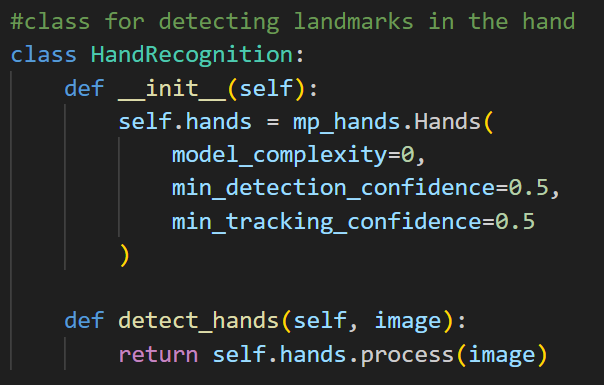 #class for detecting landmarks in the hand
class HandRecognition:
    def __init__(self):
        self.hands = mp_hands.Hands(
            model_complexity=0,
            min_detection_confidence=0.5,
            min_tracking_confidence=0.5
        )
    def detect_hands(self, image):
        return self.hands.process(image)